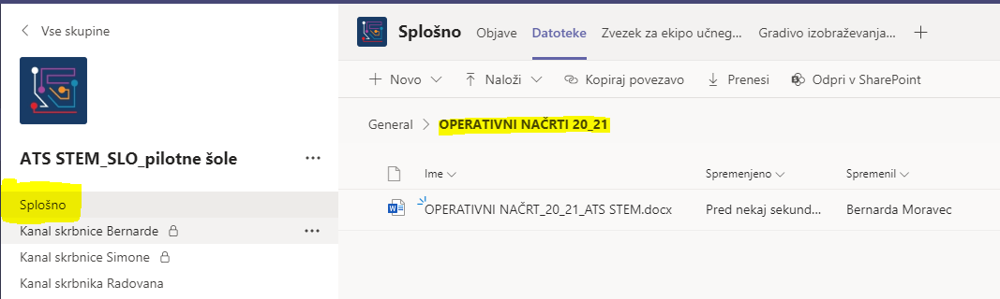 Vse skupine
ATS STEM_SLO_pilotne šole
Splošno
Kanal skrbnice Bernarde
Kanal skrbnice Simone
Kanal skrbnika Radovana
Splošno Objave Datoteke Zvezek za ekipo učneg... Gradivo izobraževanja...
Novo Naloži Kopiraj povezavo Prenesi Odpri v SharePoint
General > OPERATIVNI NAČRTI 20_21
Ime Spremenjeno Spremenil
OPERATIVNI NAČRT_20_21_ATS STEM.docx Pred nekaj sekund... Bernarda Moravec